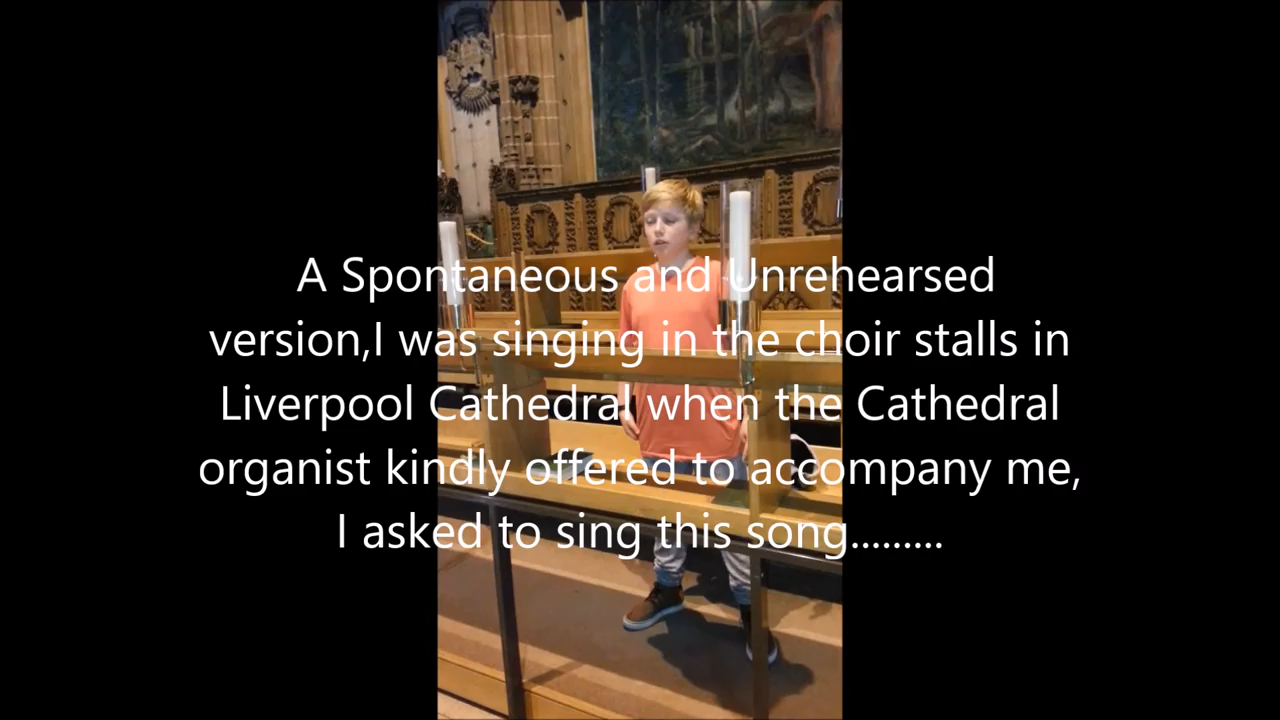 A Spontaneous and Unrehearsed
version,I was singing in the choir stalls in
Liverpool Cathedral when the Cathedral
organist kindly offered to accompany me,
I asked to sing this song.........